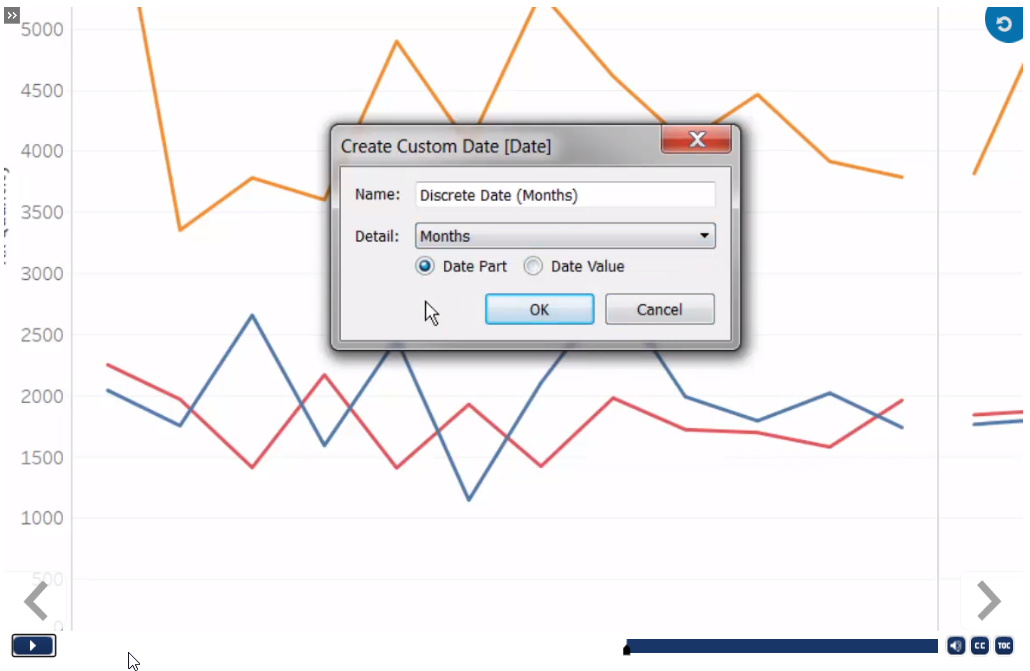 5000
4500
4000
3500
3000
2500
2000
1500
1000
500
0
Create Custom Date [Date]
Name: Discrete Date (Months)
Detail: Months
Date Part Date Value
OK Cancel
CC TOC